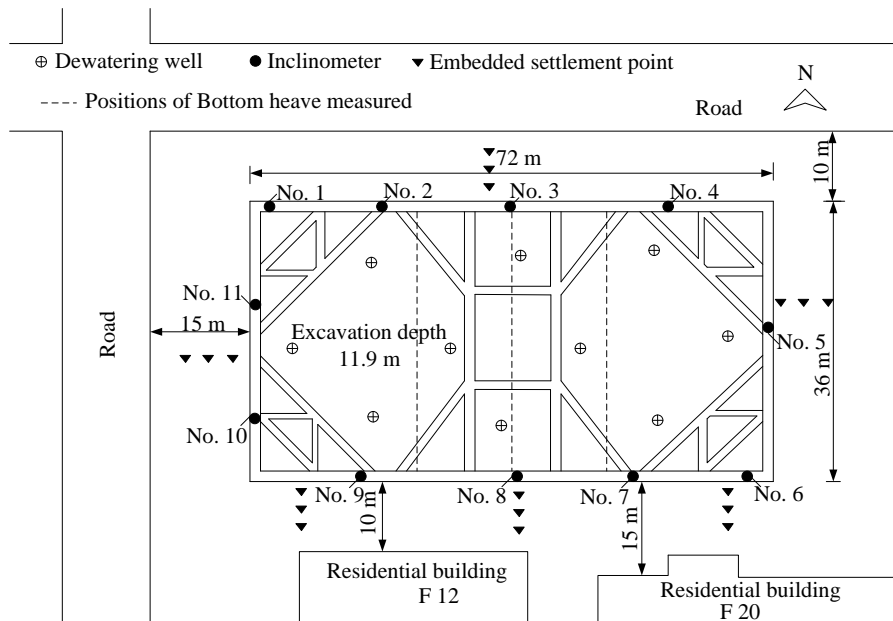 Dewatering well
Inclinometer
Embedded settlement point
N
Positions of Bottom heave measured
Road
72 m
10 m
No. 1
No. 2
No. 3
No. 4
No. 11
15 m
Road
Excavation depth
11.9 m
No. 5
36 m
No. 10
No. 9
No. 8
No. 7
No. 6
10 m
15 m
Residential building
F 12
Residential building
F 20